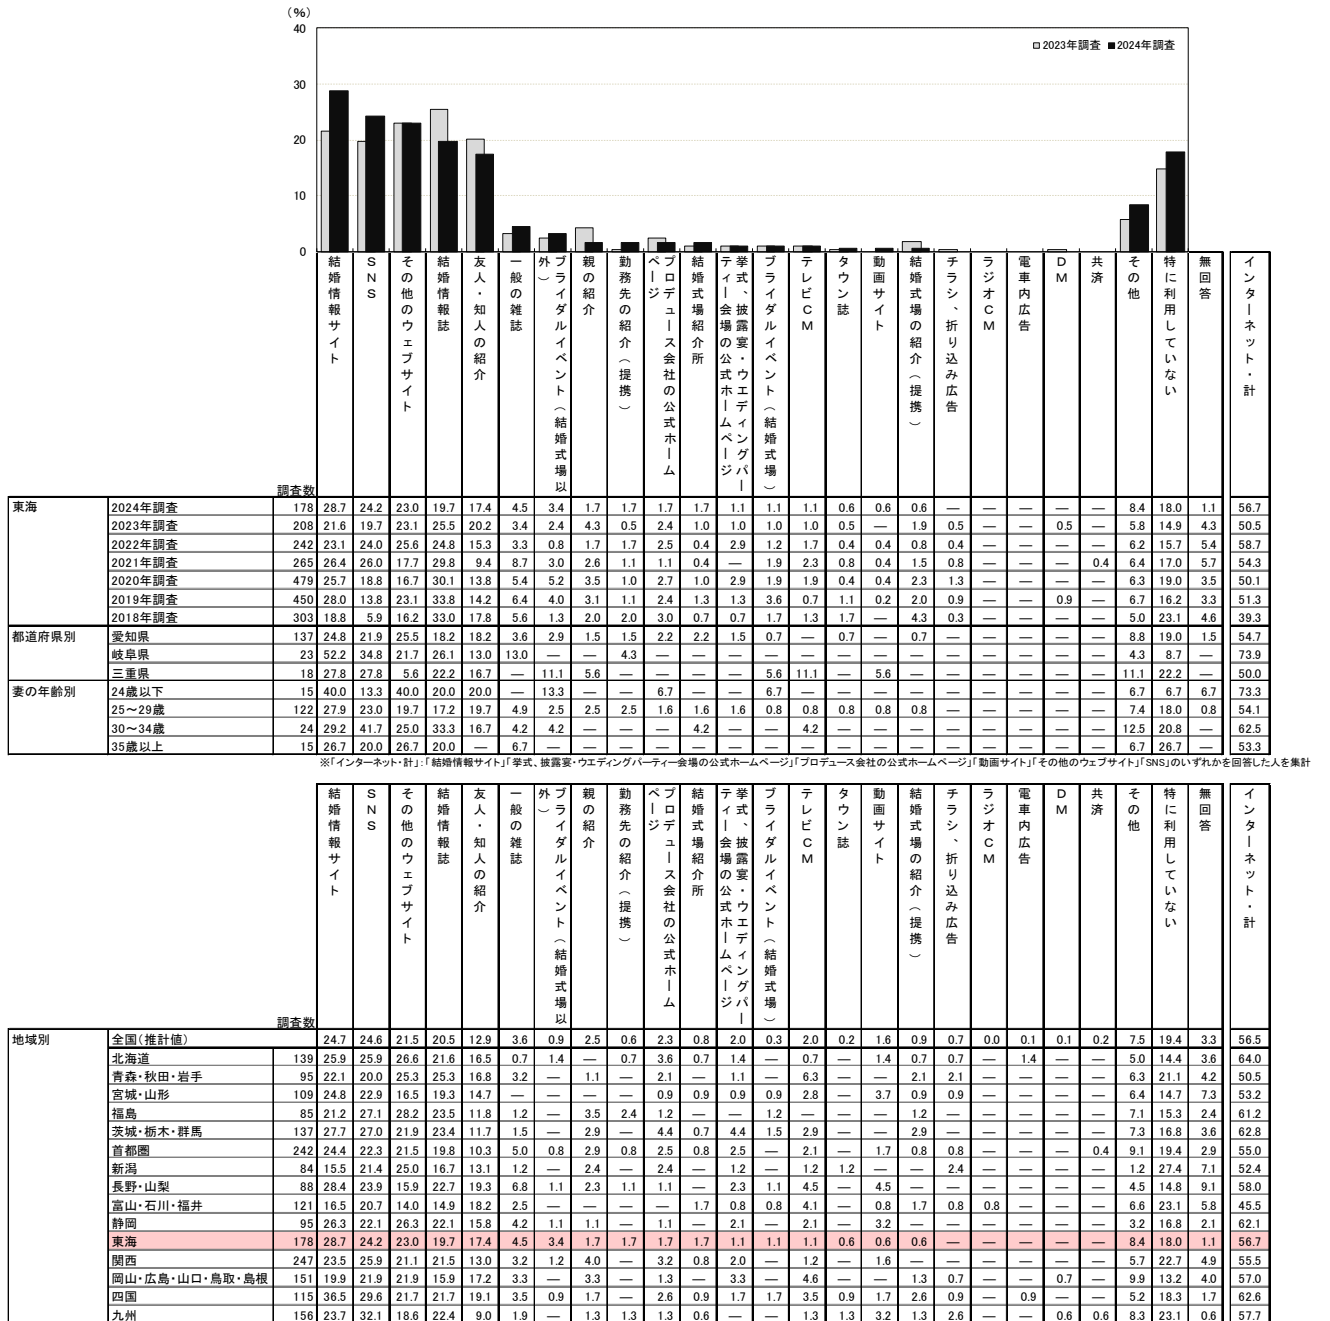 (%)
40
30
20
10
0
□2023年調査 ■2024年調査
結婚情報サイト
SNS
その他のウェブサイト
結婚情報誌
友人・知人の紹介
一般の雑誌
ブライダルイベント（結婚式場以外）
親の紹介
勤務先の紹介（提携）
プロデュース会社の公式ホームページ
結婚式場紹介所
挙式、披露宴・ウエディングパーティー会場の公式ホームページ
ブライダルイベント（結婚式場）
テレビCM
タウン誌
動画サイト
結婚式場の紹介（提携）
チラシ、折り込み広告
ラジオCM
電車内広告
DM
共済
その他
特に利用していない
無回答
インターネット・計
調査数
東海 2024年調査 178 28.7 24.2 23.0 19.7 17.4 4.5 3.4 1.7 1.7 1.7 1.7 1.1 1.1 1.1 0.6 0.6 0.6 — — — — — 8.4 18.0 1.1 56.7
2023年調査 208 21.6 19.7 23.1 25.5 20.2 3.4 2.4 4.3 0.5 2.4 1.0 1.0 1.0 1.0 0.5 — 1.9 0.5 — — 0.5 — 5.8 14.9 4.3 50.5
2022年調査 242 23.1 24.0 25.6 24.8 15.3 3.3 0.8 1.7 1.7 2.5 0.4 2.9 1.2 1.7 0.4 0.4 0.8 0.4 — — — — 6.2 15.7 5.4 58.7
2021年調査 265 26.4 26.0 17.7 29.8 9.4 8.7 3.0 2.6 1.1 1.1 0.4 — 1.9 2.3 0.8 0.4 1.5 0.8 — — — 0.4 6.4 17.0 5.7 54.3
2020年調査 479 25.7 18.8 16.7 30.1 13.8 5.4 5.2 3.5 1.0 2.7 1.0 2.9 1.9 1.9 0.4 0.4 2.3 1.3 — — — — 6.3 19.0 3.5 50.1
2019年調査 450 28.0 13.8 23.1 33.8 14.2 6.4 4.0 3.1 1.1 2.4 1.3 1.3 3.6 0.7 1.1 0.2 2.0 0.9 — — 0.9 — 6.7 16.2 3.3 51.3
2018年調査 303 18.8 5.9 16.2 33.0 17.8 5.6 1.3 2.0 2.0 3.0 0.7 0.7 1.7 1.3 1.7 — 4.3 0.3 — — — — 5.0 23.1 4.6 39.3
都道府県別 愛知県 137 24.8 21.9 25.5 18.2 18.2 3.6 2.9 1.5 1.5 2.2 2.2 1.5 0.7 — 0.7 — 0.7 — — — — — 8.8 19.0 1.5 54.7
岐阜県 23 52.2 34.8 21.7 26.1 13.0 13.0 — — 4.3 — — — — — — — — — — — — — 4.3 8.7 — 73.9
三重県 18 27.8 27.8 5.6 22.2 16.7 — 11.1 5.6 — — — — 5.6 11.1 — 5.6 — — — — — — 11.1 22.2 — 50.0
妻の年齢別 24歳以下 15 40.0 13.3 40.0 20.0 20.0 — 13.3 — — 6.7 — — 6.7 — — — — — — — — — 6.7 6.7 6.7 73.3
25～29歳 122 27.9 23.0 19.7 17.2 19.7 4.9 2.5 2.5 2.5 1.6 1.6 1.6 0.8 0.8 0.8 0.8 0.8 — — — — — 7.4 18.0 0.8 54.1
30～34歳 24 29.2 41.7 25.0 33.3 16.7 4.2 4.2 — — — 4.2 — — 4.2 — — — — — — — — 12.5 20.8 — 62.5
35歳以上 15 26.7 20.0 26.7 20.0 — 6.7 — — — — — — — — — — — — — — — — 6.7 26.7 — 53.3
※「インターネット・計」：「結婚情報サイト」「挙式、披露宴・ウエディングパーティー会場の公式ホームページ」「プロデュース会社の公式ホームページ」「動画サイト」「その他のウェブサイト」「SNS」のいずれかを回答した人を集計
結婚情報サイト
SNS
その他のウェブサイト
結婚情報誌
友人・知人の紹介
一般の雑誌
ブライダルイベント（結婚式場以外）
親の紹介
勤務先の紹介（提携）
プロデュース会社の公式ホームページ
結婚式場紹介所
挙式、披露宴・ウエディングパーティー会場の公式ホームページ
ブライダルイベント（結婚式場）
テレビCM
タウン誌
動画サイト
結婚式場の紹介（提携）
チラシ、折り込み広告
ラジオCM
電車内広告
DM
共済
その他
特に利用していない
無回答
インターネット・計
調査数
地域別 全国（推計値） 24.7 24.6 21.5 20.5 12.9 3.6 0.9 2.5 0.6 2.3 0.8 2.0 0.3 2.0 0.2 1.6 0.9 0.7 0.0 0.1 0.1 0.2 7.5 19.4 3.3 56.5
北海道 139 25.9 25.9 26.6 21.6 16.5 0.7 1.4 — 0.7 3.6 0.7 1.4 — 0.7 — 1.4 0.7 0.7 — 1.4 — — 5.0 14.4 3.6 64.0
青森・秋田・岩手 95 22.1 20.0 25.3 25.3 16.8 3.2 — 1.1 — 2.1 — 1.1 — 6.3 — — 2.1 2.1 — — — — 6.3 21.1 4.2 50.5
宮城・山形 109 24.8 22.9 16.5 19.3 14.7 — — — — 0.9 0.9 0.9 0.9 2.8 — 3.7 0.9 0.9 — — — — 6.4 14.7 7.3 53.2
福島 85 21.2 27.1 28.2 23.5 11.8 1.2 — 3.5 2.4 1.2 — — 1.2 — — — 1.2 — — — — — 7.1 15.3 2.4 61.2
茨城・栃木・群馬 137 27.7 27.0 21.9 23.4 11.7 1.5 — 2.9 — 4.4 0.7 4.4 1.5 2.9 — — 2.9 — — — — — 7.3 16.8 3.6 62.8
首都圏 242 24.4 22.3 21.5 19.8 10.3 5.0 0.8 2.9 0.8 2.5 0.8 2.5 — 2.1 — 1.7 0.8 0.8 — — — 0.4 9.1 19.4 2.9 55.0
新潟 84 15.5 21.4 25.0 16.7 13.1 1.2 — 2.4 — 2.4 — 1.2 — 1.2 1.2 — — 2.4 — — — — 1.2 27.4 7.1 52.4
長野・山梨 88 28.4 23.9 15.9 22.7 19.3 6.8 1.1 2.3 1.1 1.1 — 2.3 1.1 4.5 — 4.5 — — — — — — 4.5 14.8 9.1 58.0
富山・石川・福井 121 16.5 20.7 14.0 14.9 18.2 2.5 — — — — 1.7 0.8 0.8 4.1 — 0.8 1.7 0.8 0.8 — — — 6.6 23.1 5.8 45.5
静岡 95 26.3 22.1 26.3 22.1 15.8 4.2 1.1 1.1 — 1.1 — 2.1 — 2.1 — 3.2 — — — — — — 3.2 16.8 2.1 62.1
東海 178 28.7 24.2 23.0 19.7 17.4 4.5 3.4 1.7 1.7 1.7 1.7 1.1 1.1 1.1 0.6 0.6 0.6 — — — — — 8.4 18.0 1.1 56.7
関西 247 23.5 25.9 21.1 21.5 13.0 3.2 1.2 4.0 — 3.2 0.8 2.0 — 1.2 — 1.6 — — — — — — 5.7 22.7 4.9 55.5
岡山・広島・山口・鳥取・島根 151 19.9 21.9 21.9 15.9 17.2 3.3 — 3.3 — 1.3 — 3.3 — 4.6 — — 1.3 0.7 — — 0.7 — 9.9 13.2 4.0 57.0
四国 115 36.5 29.6 21.7 21.7 19.1 3.5 0.9 1.7 — 2.6 0.9 1.7 1.7 3.5 0.9 1.7 2.6 0.9 — 0.9 — — 5.2 18.3 1.7 62.6
九州 156 23.7 32.1 18.6 22.4 9.0 1.9 — 1.3 1.3 1.3 0.6 — — 1.3 1.3 3.2 1.3 2.6 — — 0.6 0.6 8.3 23.1 0.6 57.7